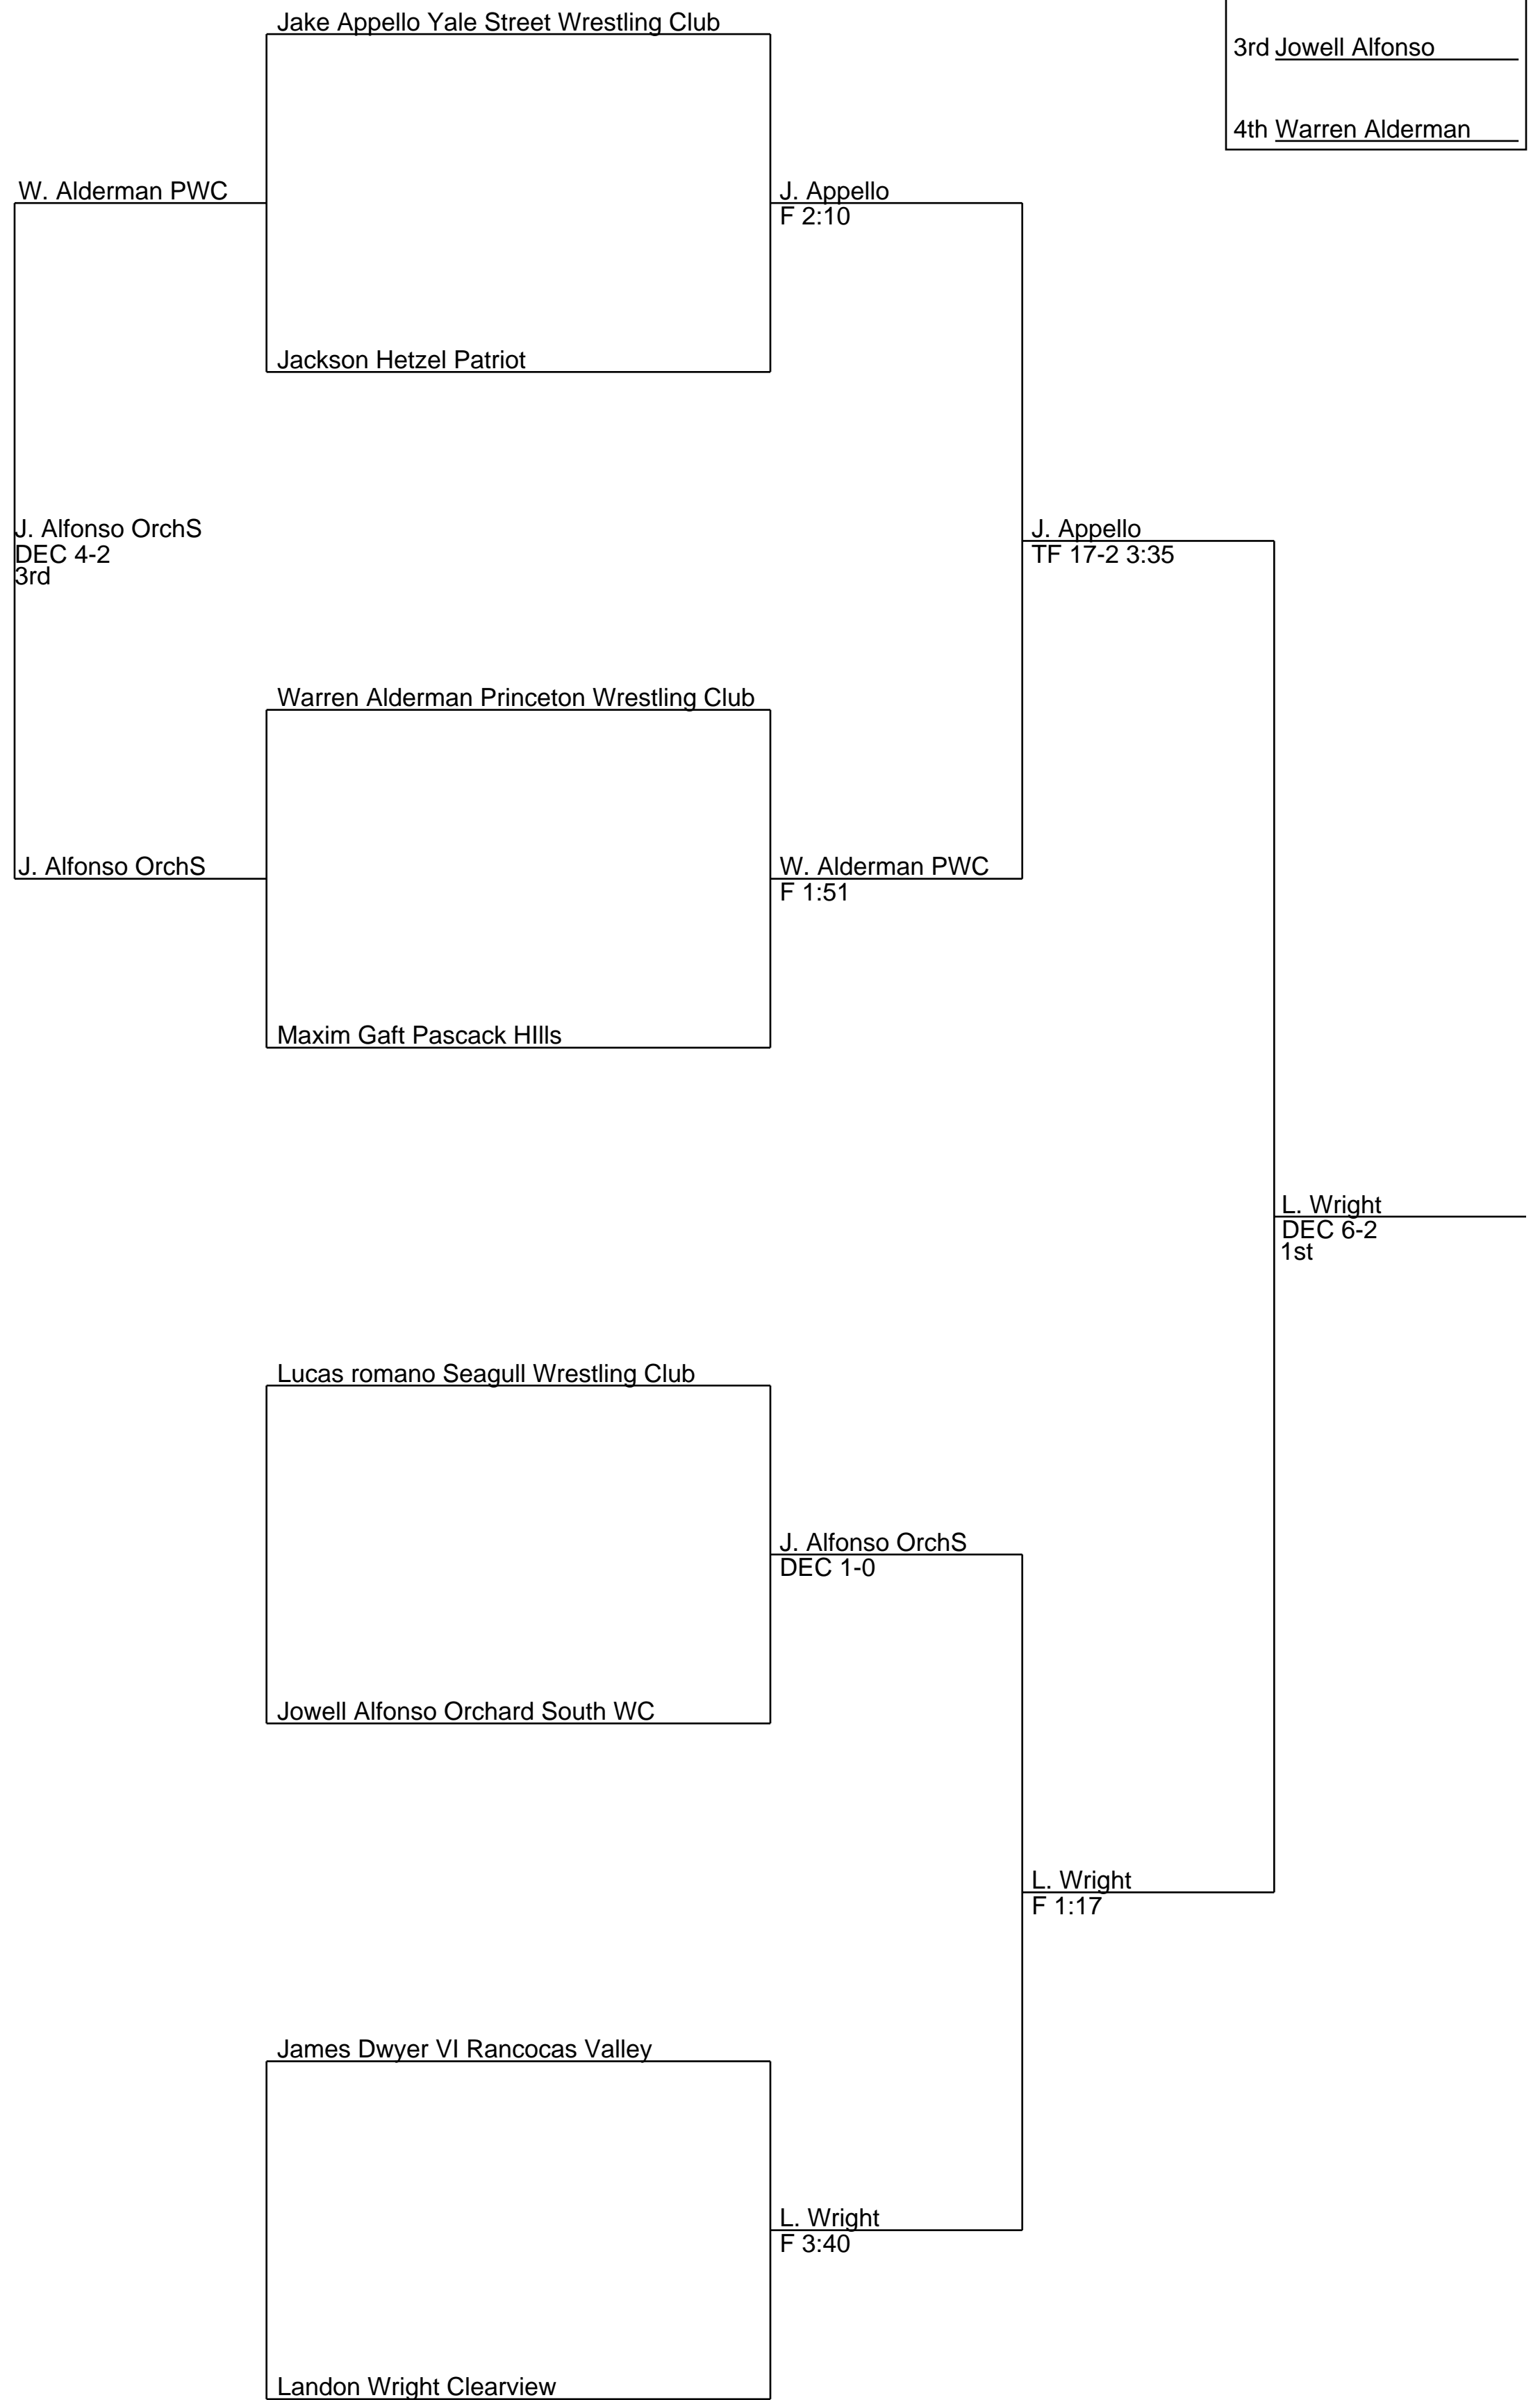 Jake Appello Yale Street Wrestling Club
3rd Jowell Alfonso
4th Warren Alderman
W. Alderman PWC
J. Appello
F 2:10
Jackson Hetzel Patriot
J. Alfonso OrchS
DEC 4-2
3rd
J. Appello
TF 17-2 3:35
Warren Alderman Princeton Wrestling Club
J. Alfonso OrchS
W. Alderman PWC
F 1:51
Maxim Gaft Pascack HIlls
L. Wright
DEC 6-2
1st
Lucas romano Seagull Wrestling Club
J. Alfonso OrchS
DEC 1-0
Jowell Alfonso Orchard South WC
L. Wright
F 1:17
James Dwyer VI Rancocas Valley
L. Wright
F 3:40
Landon Wright Clearview